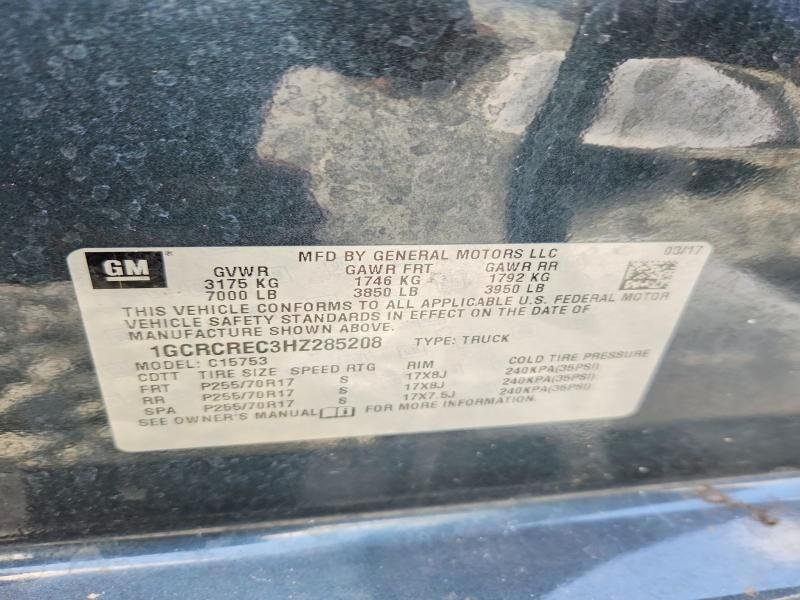 GM ®
MFD BY GENERAL MOTORS LLC 03/17
GVWR GAWR FRT GAWR RR
3175 KG 1746 KG 1792 KG
7000 LB 3850 LB 3950 LB
THIS VEHICLE CONFORMS TO ALL APPLICABLE U.S. FEDERAL MOTOR
VEHICLE SAFETY STANDARDS IN EFFECT ON THE DATE OF
MANUFACTURE SHOWN ABOVE.
1GCRCREC3HZ285208 TYPE: TRUCK
MODEL: C15753
CDTT TIRE SIZE SPEED RTG RIM COLD TIRE PRESSURE
FRT P255/70R17 S 17X8J 240KPA(35PSI)
RR P255/70R17 S 17X8J 240KPA(35PSI)
SPA P255/70R17 S 17X7.5J 240KPA(35PSI)
SEE OWNER'S MANUAL FOR MORE INFORMATION.